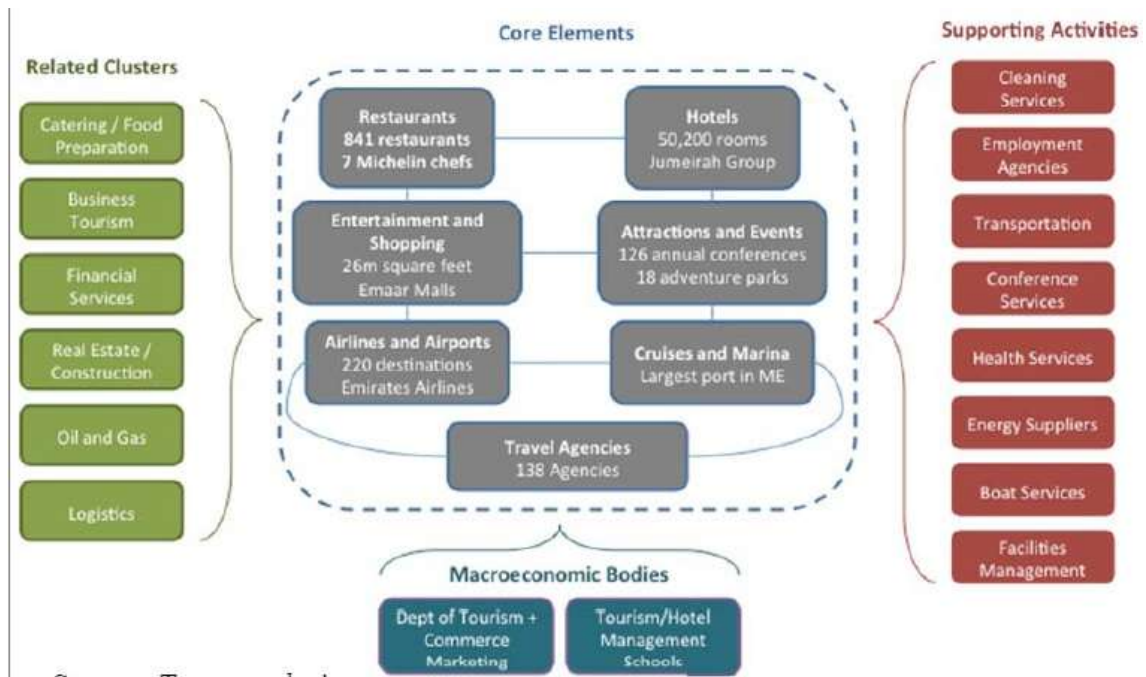 Core Elements
Supporting Activities
Related Clusters
Catering / Food
Preparation
Business
Tourism
Financial
Services
Real Estate /
Construction
Oil and Gas
Logistics
Restaurants
841 restaurants
7 Michelin chefs
Hotels
50,200 rooms
Jumeirah Group
Entertainment and
Shopping
26m square feet
Emaar Malls
Attractions and Events
126 annual conferences
18 adventure parks
Airlines and Airports
220 destinations
Emirates Airlines
Cruises and Marina
Largest port in ME
Travel Agencies
138 Agencies
Cleaning
Services
Employment
Agencies
Transportation
Conference
Services
Health Services
Energy Suppliers
Boat Services
Facilities
Management
Macroeconomic Bodies
Dept of Tourism +
Commerce
Marketing
Tourism/Hotel
Management
Schools